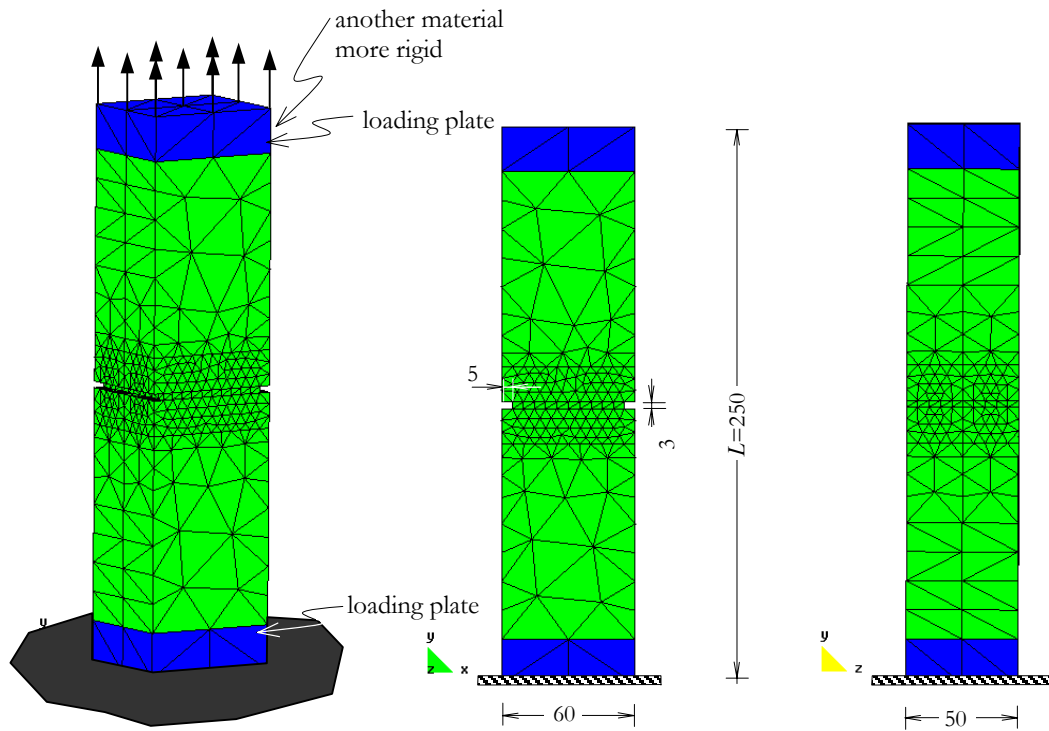 another material
more rigid
loading plate
5
3
L=250
loading plate
y
y
z
x
y
z
60
50